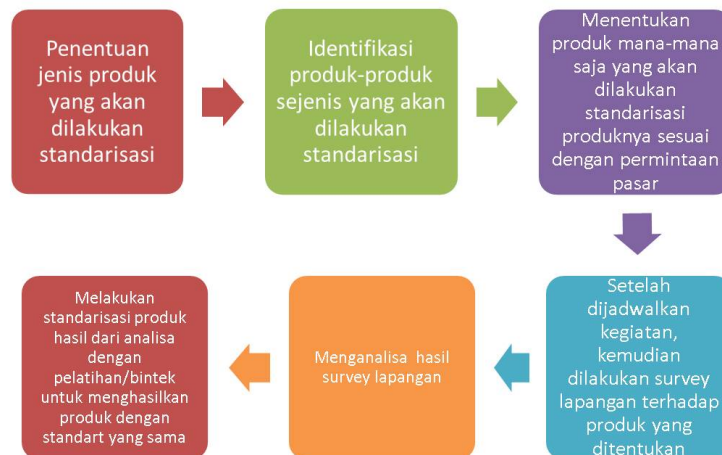 Penentuan
jenis produk
yang akan
dilakukan
standarisasi
Identifikasi
produk-produk
sejenis yang akan
dilakukan
standarisasi
Menentukan
produk mana-mana
saja yang akan
dilakukan
standarisasi
produknya sesuai
dengan permintaan
pasar
Setelah
dijadwalkan
kegiatan,
kemudian
dilakukan survey
lapangan terhadap
produk yang
ditentukan
Menganalisa hasil
survey lapangan
Melakukan
standarisasi produk
hasil dari analisa
dengan
pelatihan/bintek
untuk menghasilkan
produk dengan
standart yang sama